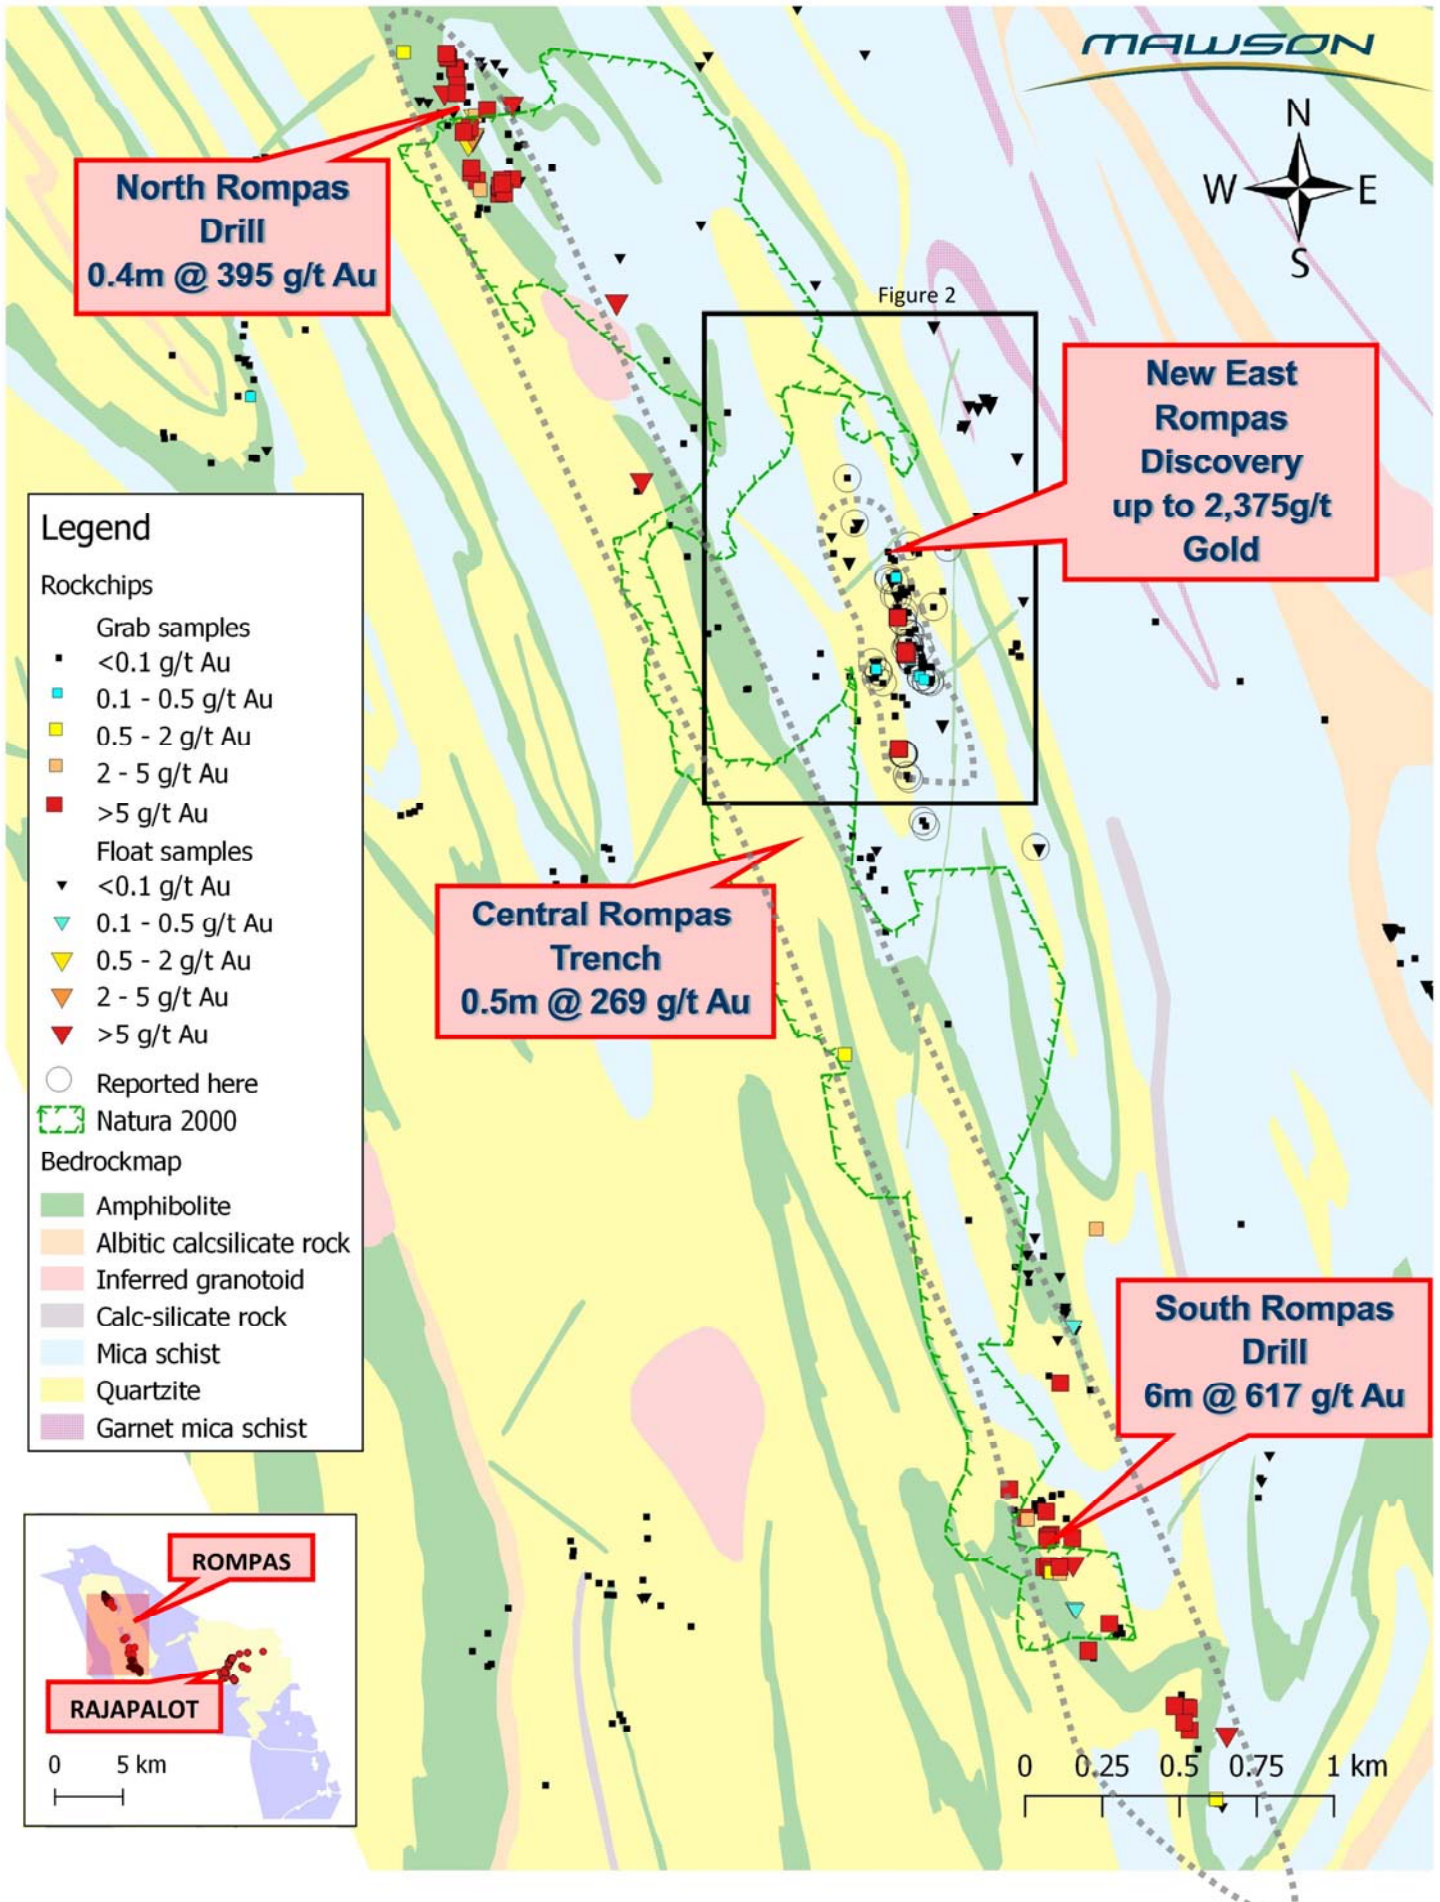 MAWSON
N
W
E
S
North Rompas
Drill
0.4m @ 395 g/t Au
Figure 2
New East
Rompas
Discovery
up to 2,375g/t
Gold
Legend
Rockchips
Grab samples
<0.1 g/t Au
0.1 - 0.5 g/t Au
0.5 - 2 g/t Au
2 - 5 g/t Au
>5 g/t Au
Float samples
<0.1 g/t Au
0.1 - 0.5 g/t Au
0.5 - 2 g/t Au
2 - 5 g/t Au
>5 g/t Au
Reported here
Natura 2000
Bedrockmap
Amphibolite
Albitic calcsilicate rock
Inferred granotoid
Calc-silicate rock
Mica schist
Quartzite
Garnet mica schist
Central Rompas
Trench
0.5m @ 269 g/t Au
South Rompas
Drill
6m @ 617 g/t Au
ROMPAS
RAJAPALOT
0 5 km
0 0.25 0.5 0.75 1 km